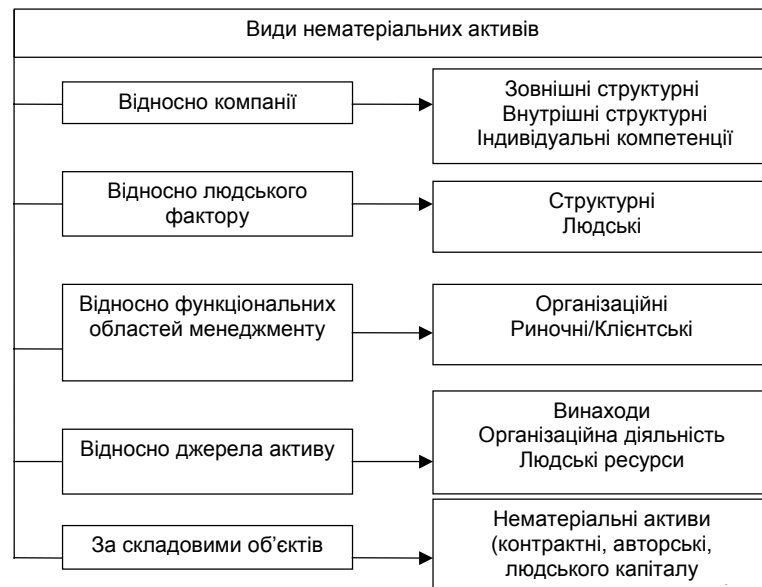 Види нематеріальних активів
Відносно компанії
Зовнішні структурні
Внутрішні структурні
Індивідуальні компетенції
Відносно людського
фактору
Структурні
Людські
Відносно функціональних
областей менеджменту
Організаційні
Риночні/Клієнтські
Відносно джерела активу
Винаходи
Організаційна діяльність
Людські ресурси
За складовими об’єктів
Нематеріальні активи
(контрактні, авторські,
людського капіталу